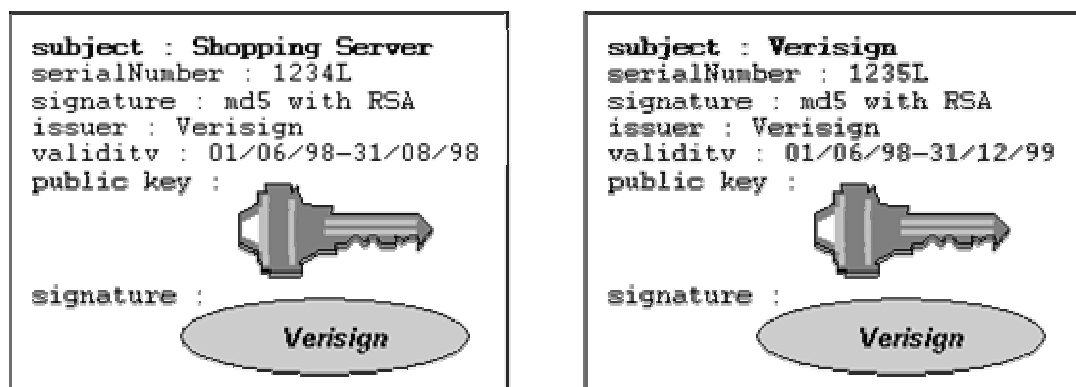 subject : Shopping Server
serialNumber : 1234L
signature : md5 with RSA
issuer : Verisign
validity : 01/06/98-31/08/98
public key :
signature :
Verisign
subject : Verisign
serialNumber : 1235L
signature : md5 with RSA
issuer : Verisign
validity : 01/06/98-31/12/99
public key :
signature :
Verisign